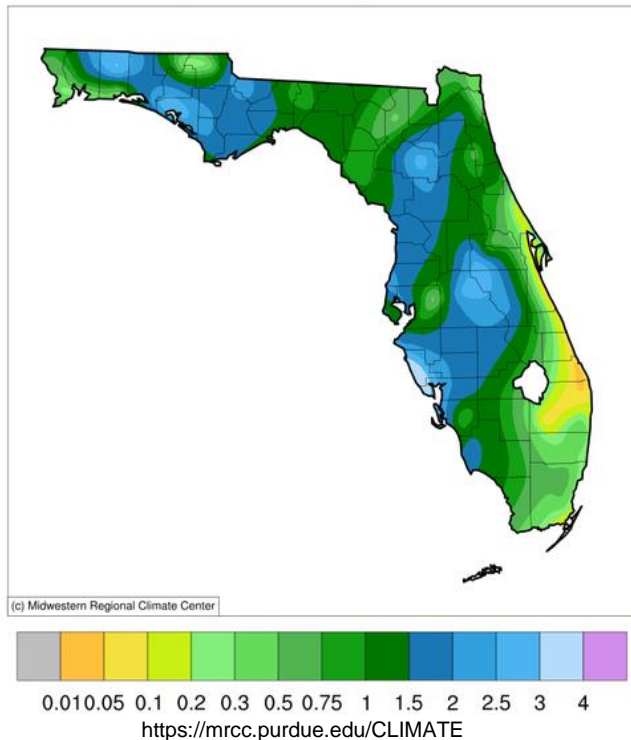 (c) Midwestern Regional Climate Center
0.01 0.05 0.1 0.2 0.3 0.5 0.75 1 1.5 2 2.5 3 4
https://mrcc.purdue.edu/CLIMATE